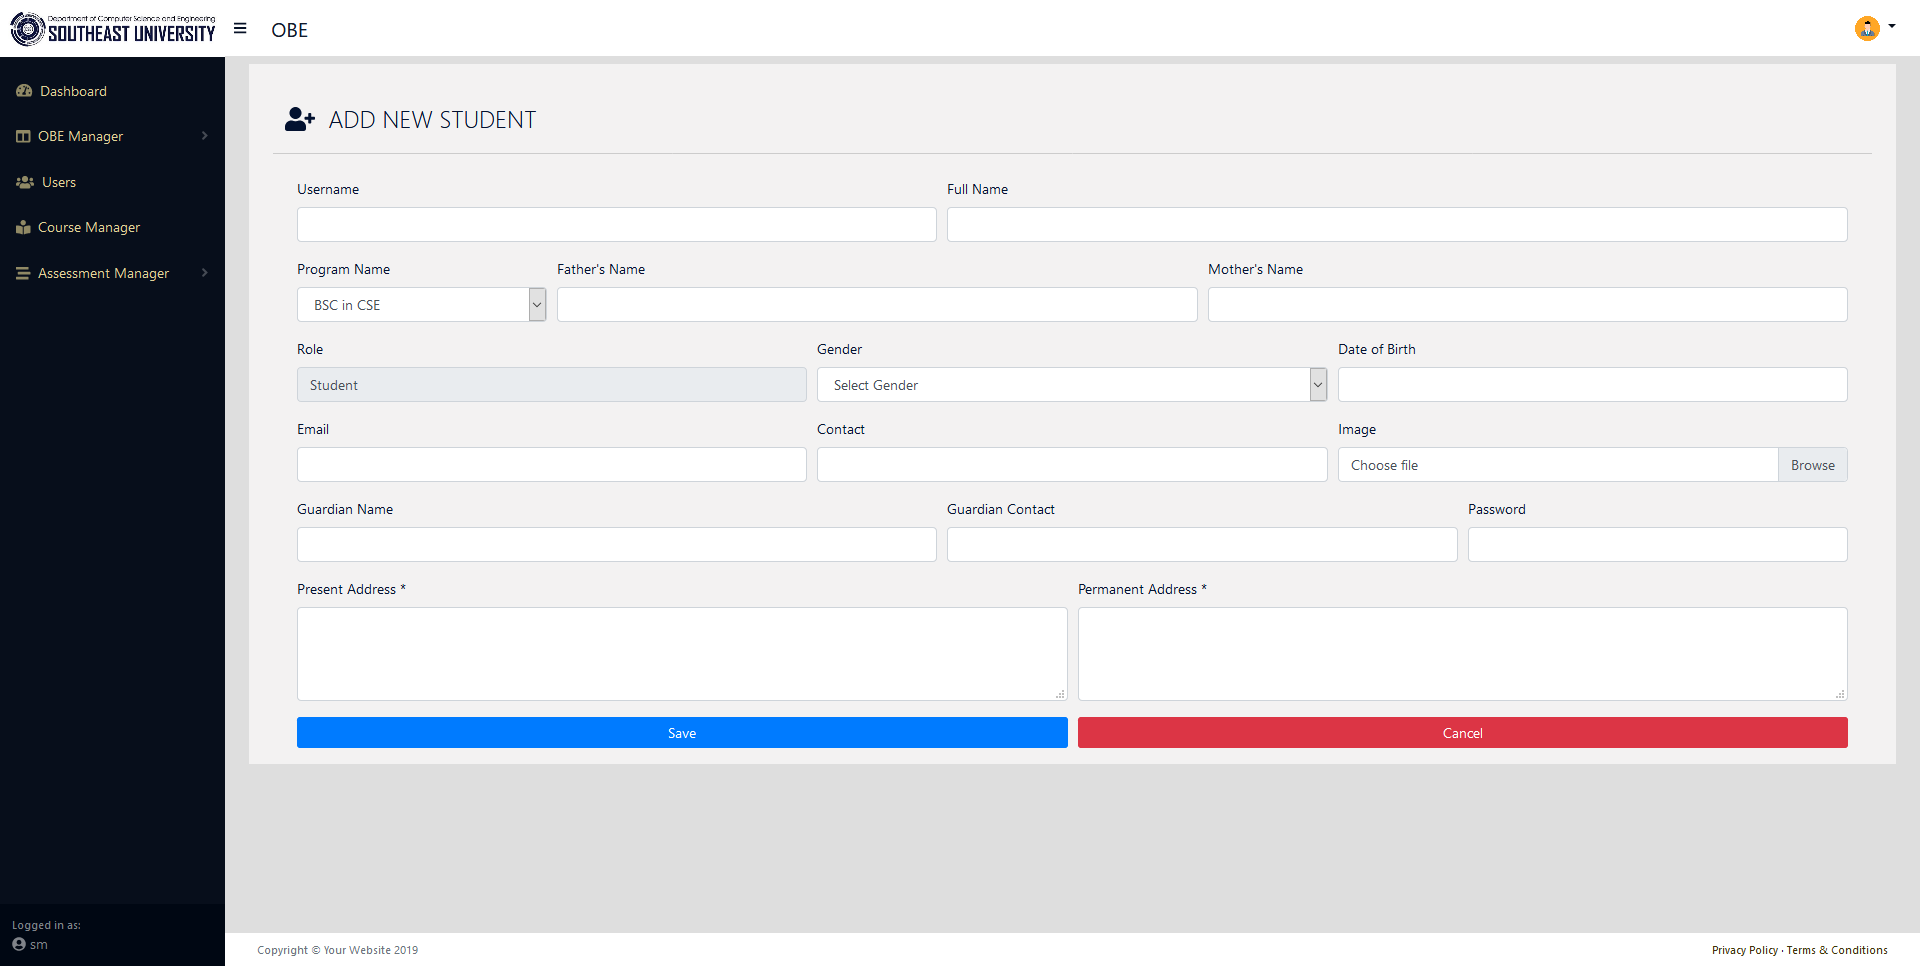 Department of Computer Science and Engineering
SOUTHEAST UNIVERSITY
OBE
Dashboard
OBE Manager
Users
Course Manager
Assessment Manager
ADD NEW STUDENT
Username Full Name
Program Name Father's Name Mother's Name
BSC in CSE
Role Gender Date of Birth
Student Select Gender
Email Contact Image
Choose file Browse
Guardian Name Guardian Contact Password
Present Address * Permanent Address *
Save Cancel
Logged in as:
sm
Copyright © Your Website 2019 Privacy Policy · Terms & Conditions